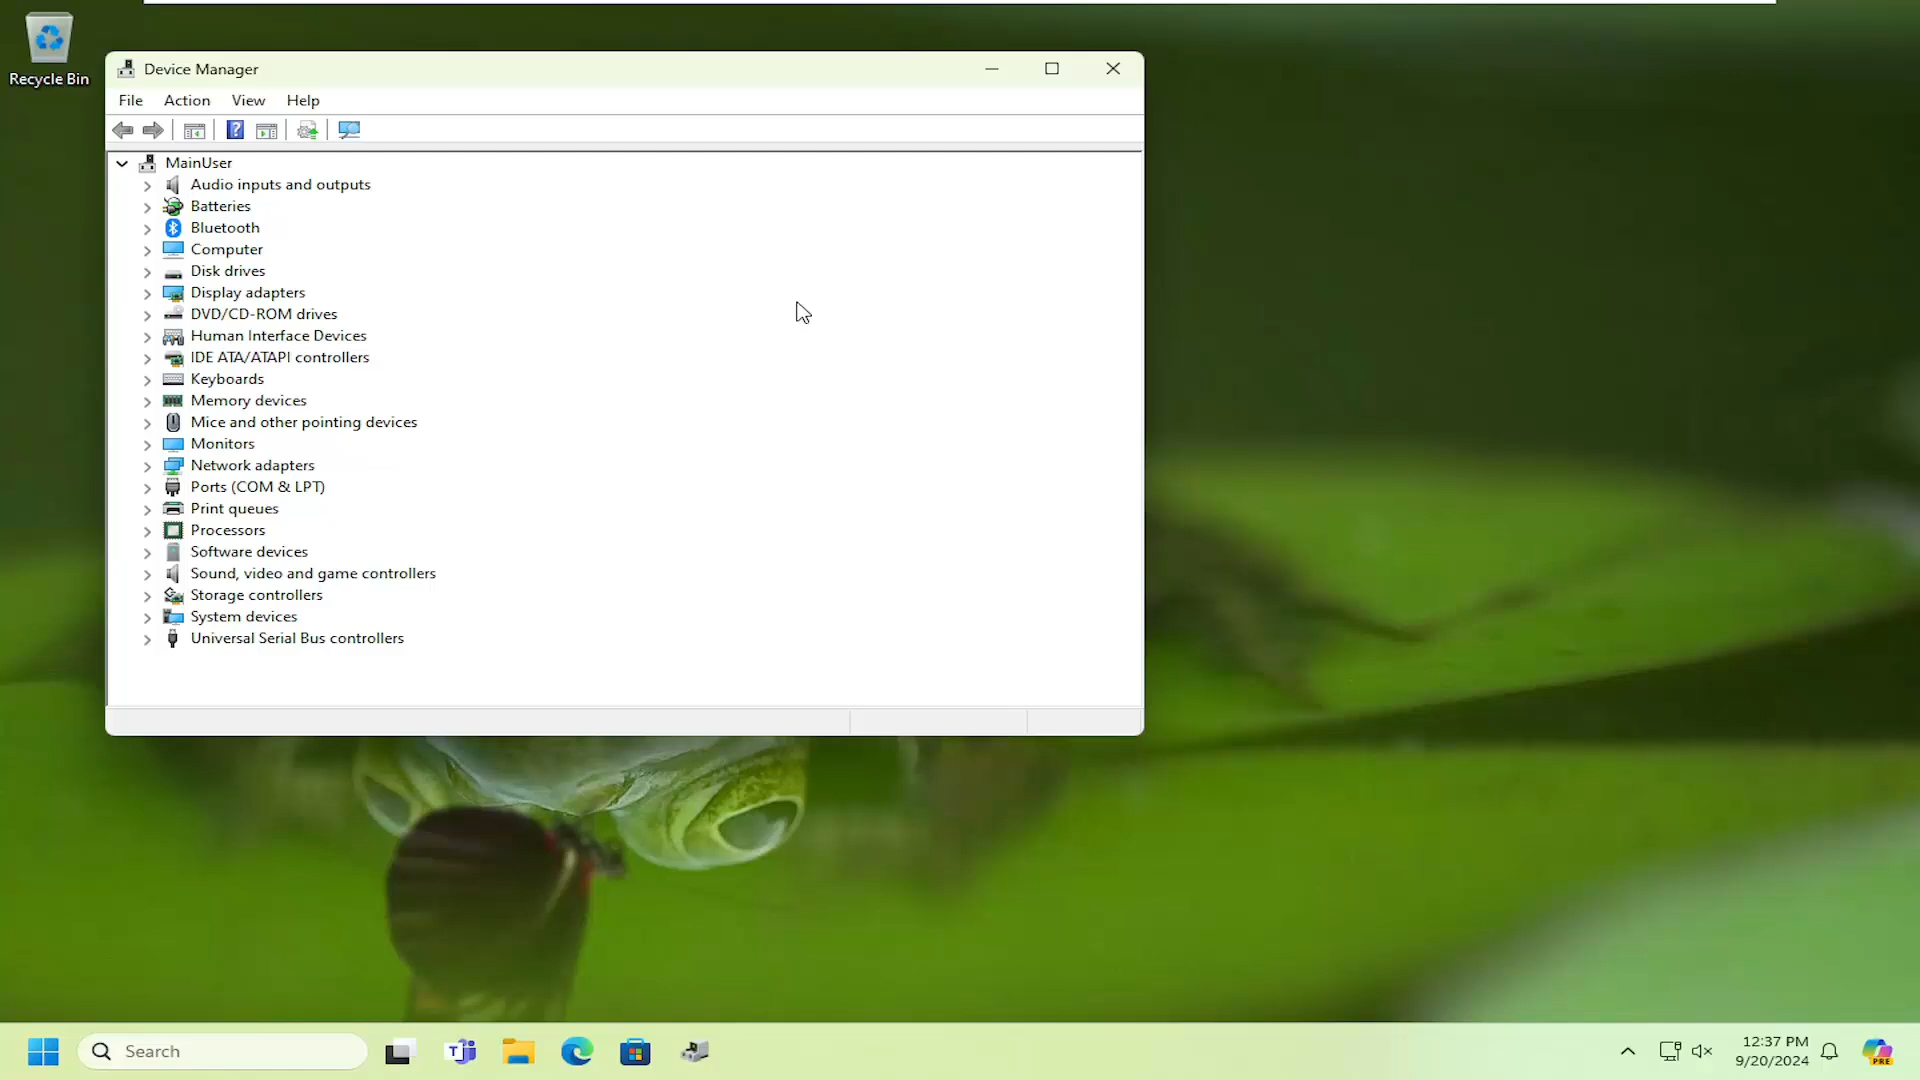 Recycle Bin
Device Manager
File Action View Help
MainUser
Audio inputs and outputs
Batteries
Bluetooth
Computer
Disk drives
Display adapters
DVD/CD-ROM drives
Human Interface Devices
IDE ATA/ATAPI controllers
Keyboards
Memory devices
Mice and other pointing devices
Monitors
Network adapters
Ports (COM & LPT)
Print queues
Processors
Software devices
Sound, video and game controllers
Storage controllers
System devices
Universal Serial Bus controllers
Search
12:37 PM
9/20/2024
PRE